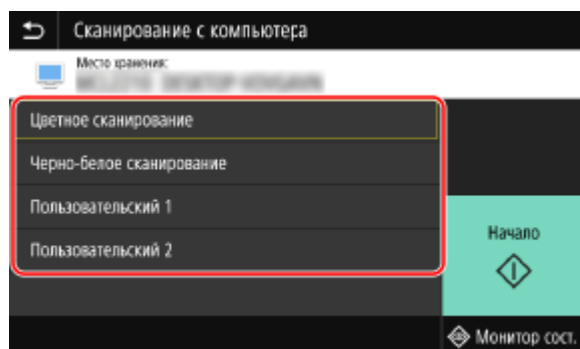 Сканирование с компьютера
Место хранения:
Цветное сканирование
Черно-белое сканирование
Пользовательский 1
Пользовательский 2
Начало
Монитор сост.